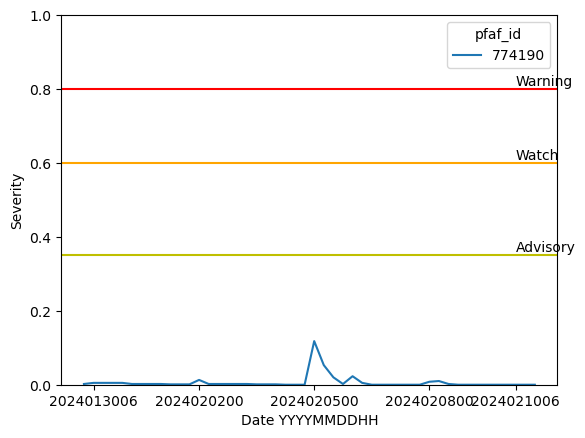 1.0
0.8
0.6
0.4
0.2
0.0
Severity
pfaf_id
774190
Warning
Watch
Advisory
2024013006
2024020200
2024020500
2024020800
2024021006
Date YYYYMMDDHH